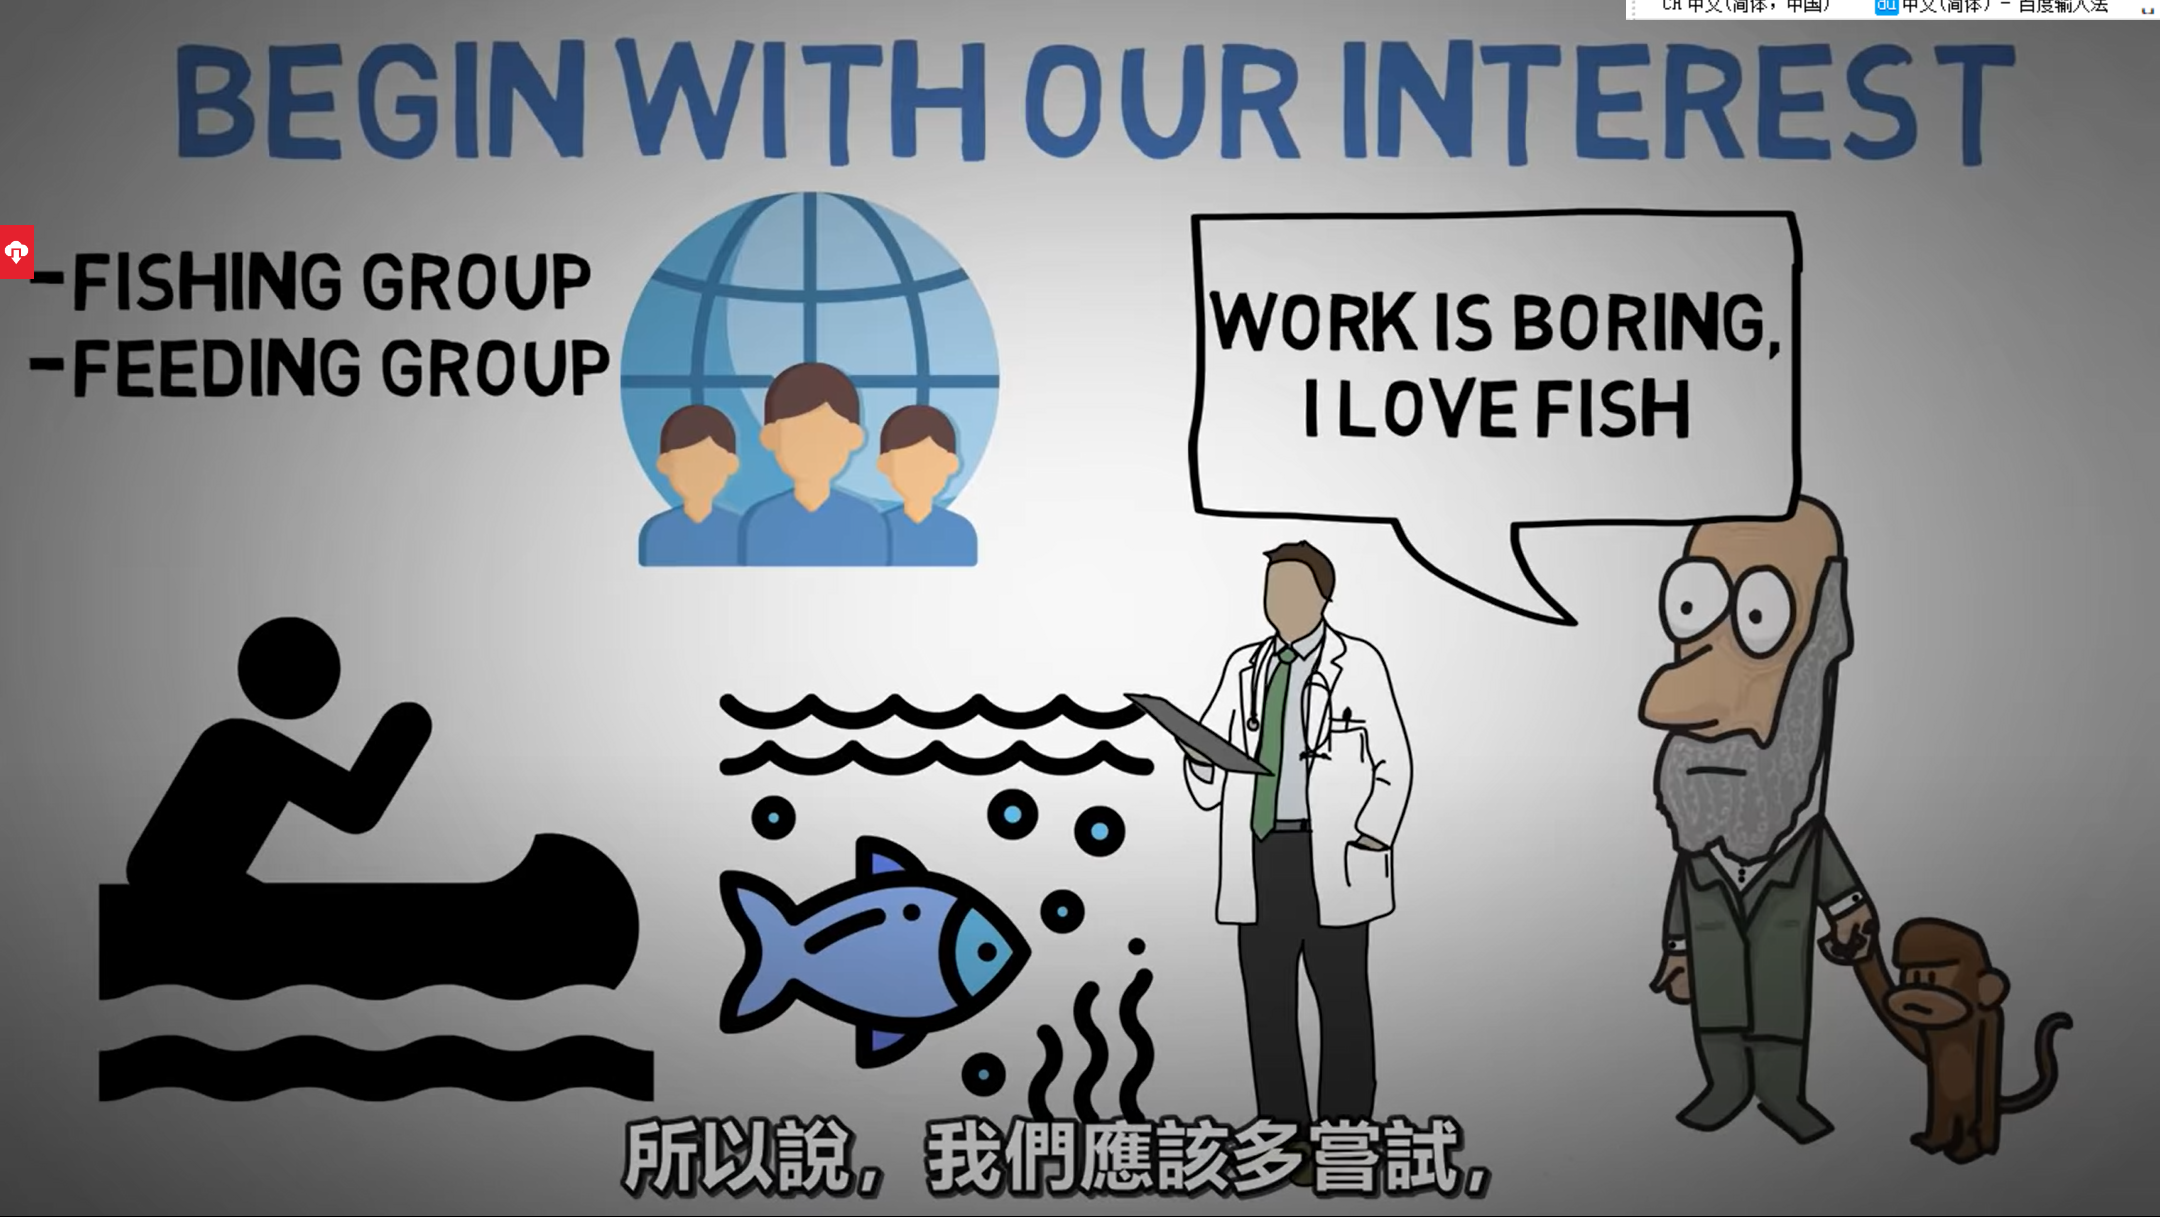 CH 中文(简体，中国)
du 中文(简体) - 百度输入法
BEGIN WITH OUR INTEREST
-FISHING GROUP
-FEEDING GROUP
WORK IS BORING,
I LOVE FISH
所以說，我們應該多嘗試，